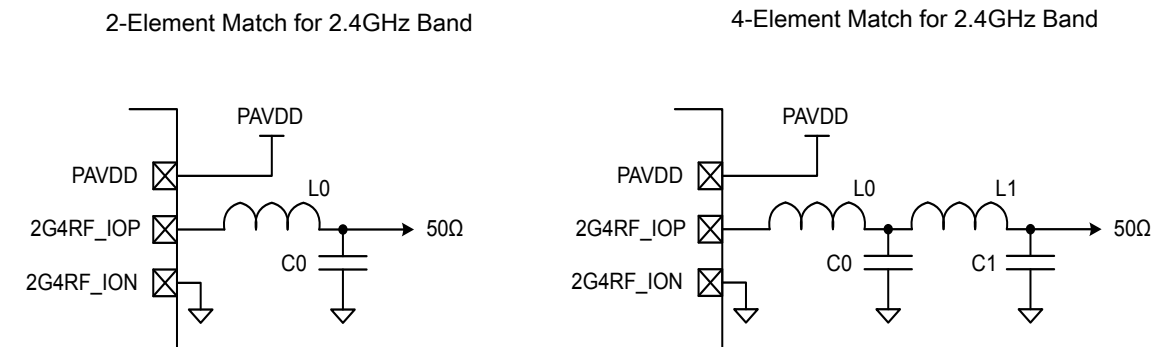 2-Element Match for 2.4GHz Band
PAVDD
PAVDD
L0
2G4RF_IOP
50Ω
C0
2G4RF_ION
4-Element Match for 2.4GHz Band
PAVDD
PAVDD
L0
L1
2G4RF_IOP
50Ω
C0
C1
2G4RF_ION